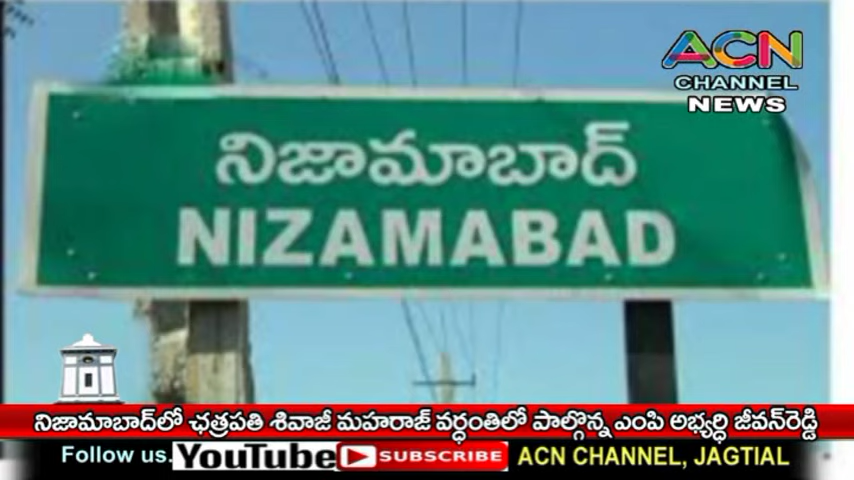 ACN
CHANNEL
NEWS
నిజామాబాద్
NIZAMABAD
నిజామాబాద్‌లో ఛత్రపతి శివాజీ మహరాజ్ వర్ధంతిలో పాల్గొన్న ఎంపి అభ్యర్ధి జీవన్‌రెడ్డి
Follow us. YouTube SUBSCRIBE ACN CHANNEL, JAGTIAL